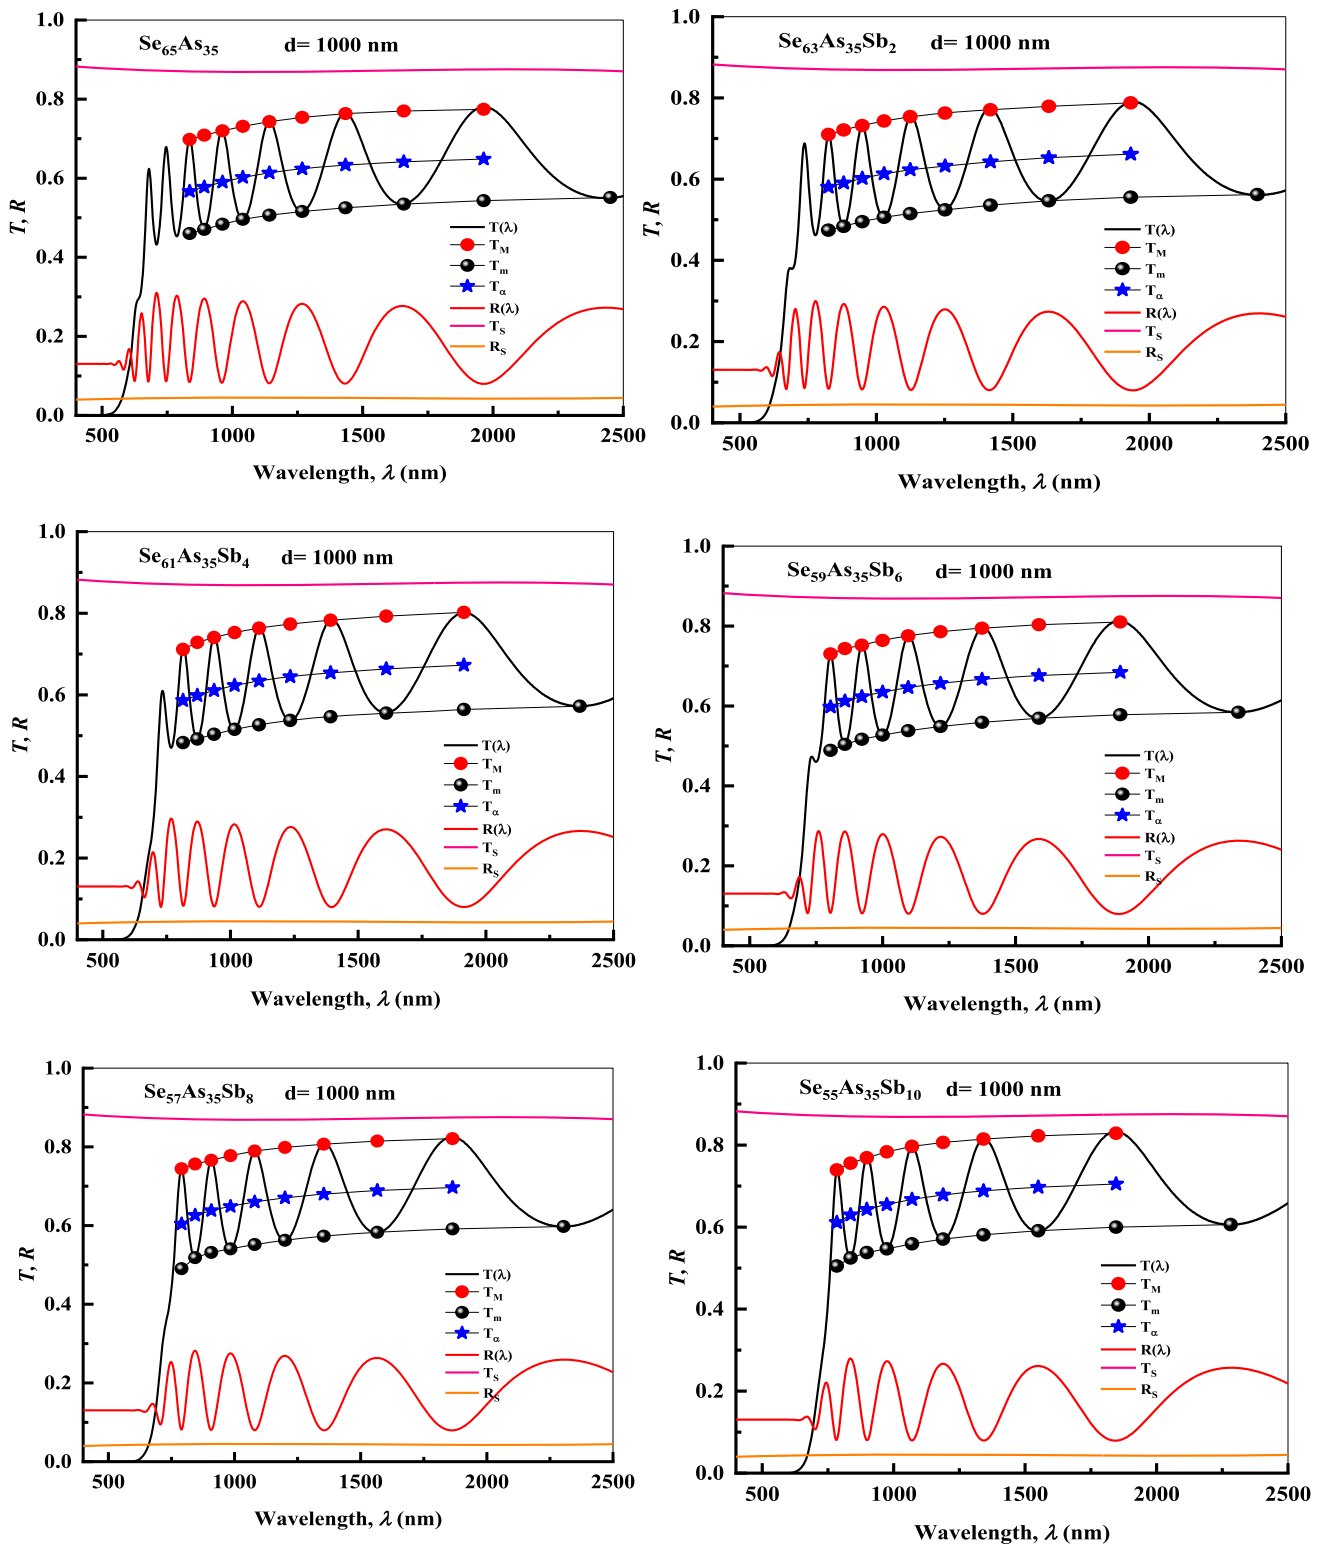 Se65As35 d= 1000 nm
T, R
1.0
0.8
0.6
0.4
0.2
0.0
T(λ)
TM
Tm
Tα
R(λ)
TS
RS
500 1000 1500 2000 2500
Wavelength, λ (nm)
Se63As35Sb2 d= 1000 nm
T, R
1.0
0.8
0.6
0.4
0.2
0.0
T(λ)
TM
Tm
Tα
R(λ)
TS
RS
500 1000 1500 2000 2500
Wavelength, λ (nm)
Se61As35Sb4 d= 1000 nm
T, R
1.0
0.8
0.6
0.4
0.2
0.0
T(λ)
TM
Tm
Tα
R(λ)
TS
RS
500 1000 1500 2000 2500
Wavelength, λ (nm)
Se59As35Sb6 d= 1000 nm
T, R
1.0
0.8
0.6
0.4
0.2
0.0
T(λ)
TM
Tm
Tα
R(λ)
TS
RS
500 1000 1500 2000 2500
Wavelength, λ (nm)
Se57As35Sb8 d= 1000 nm
T, R
1.0
0.8
0.6
0.4
0.2
0.0
T(λ)
TM
Tm
Tα
R(λ)
TS
RS
500 1000 1500 2000 2500
Wavelength, λ (nm)
Se55As35Sb10 d= 1000 nm
T, R
1.0
0.8
0.6
0.4
0.2
0.0
T(λ)
TM
Tm
Tα
R(λ)
TS
RS
500 1000 1500 2000 2500
Wavelength, λ (nm)